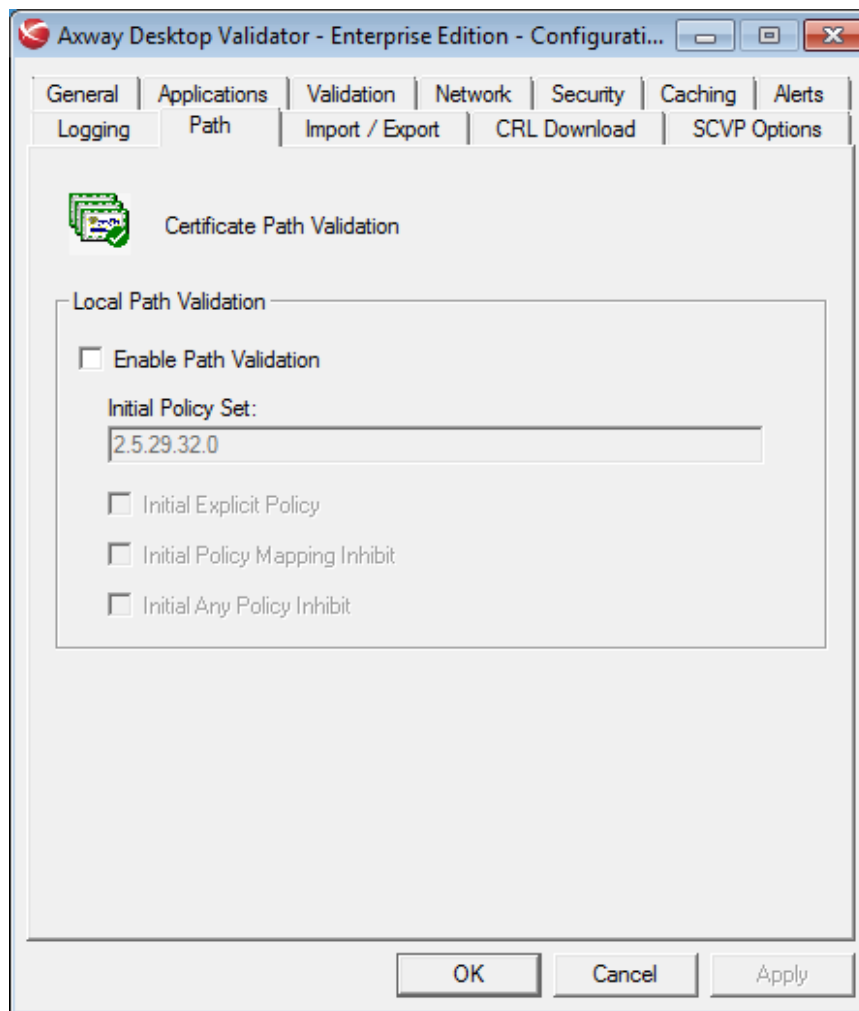 Axway Desktop Validator - Enterprise Edition - Configurati...
General Applications Validation Network Security Caching Alerts
Logging Path Import / Export CRL Download SCVP Options
Certificate Path Validation
Local Path Validation
Enable Path Validation
Initial Policy Set:
2.5.29.32.0
Initial Explicit Policy
Initial Policy Mapping Inhibit
Initial Any Policy Inhibit
OK Cancel Apply